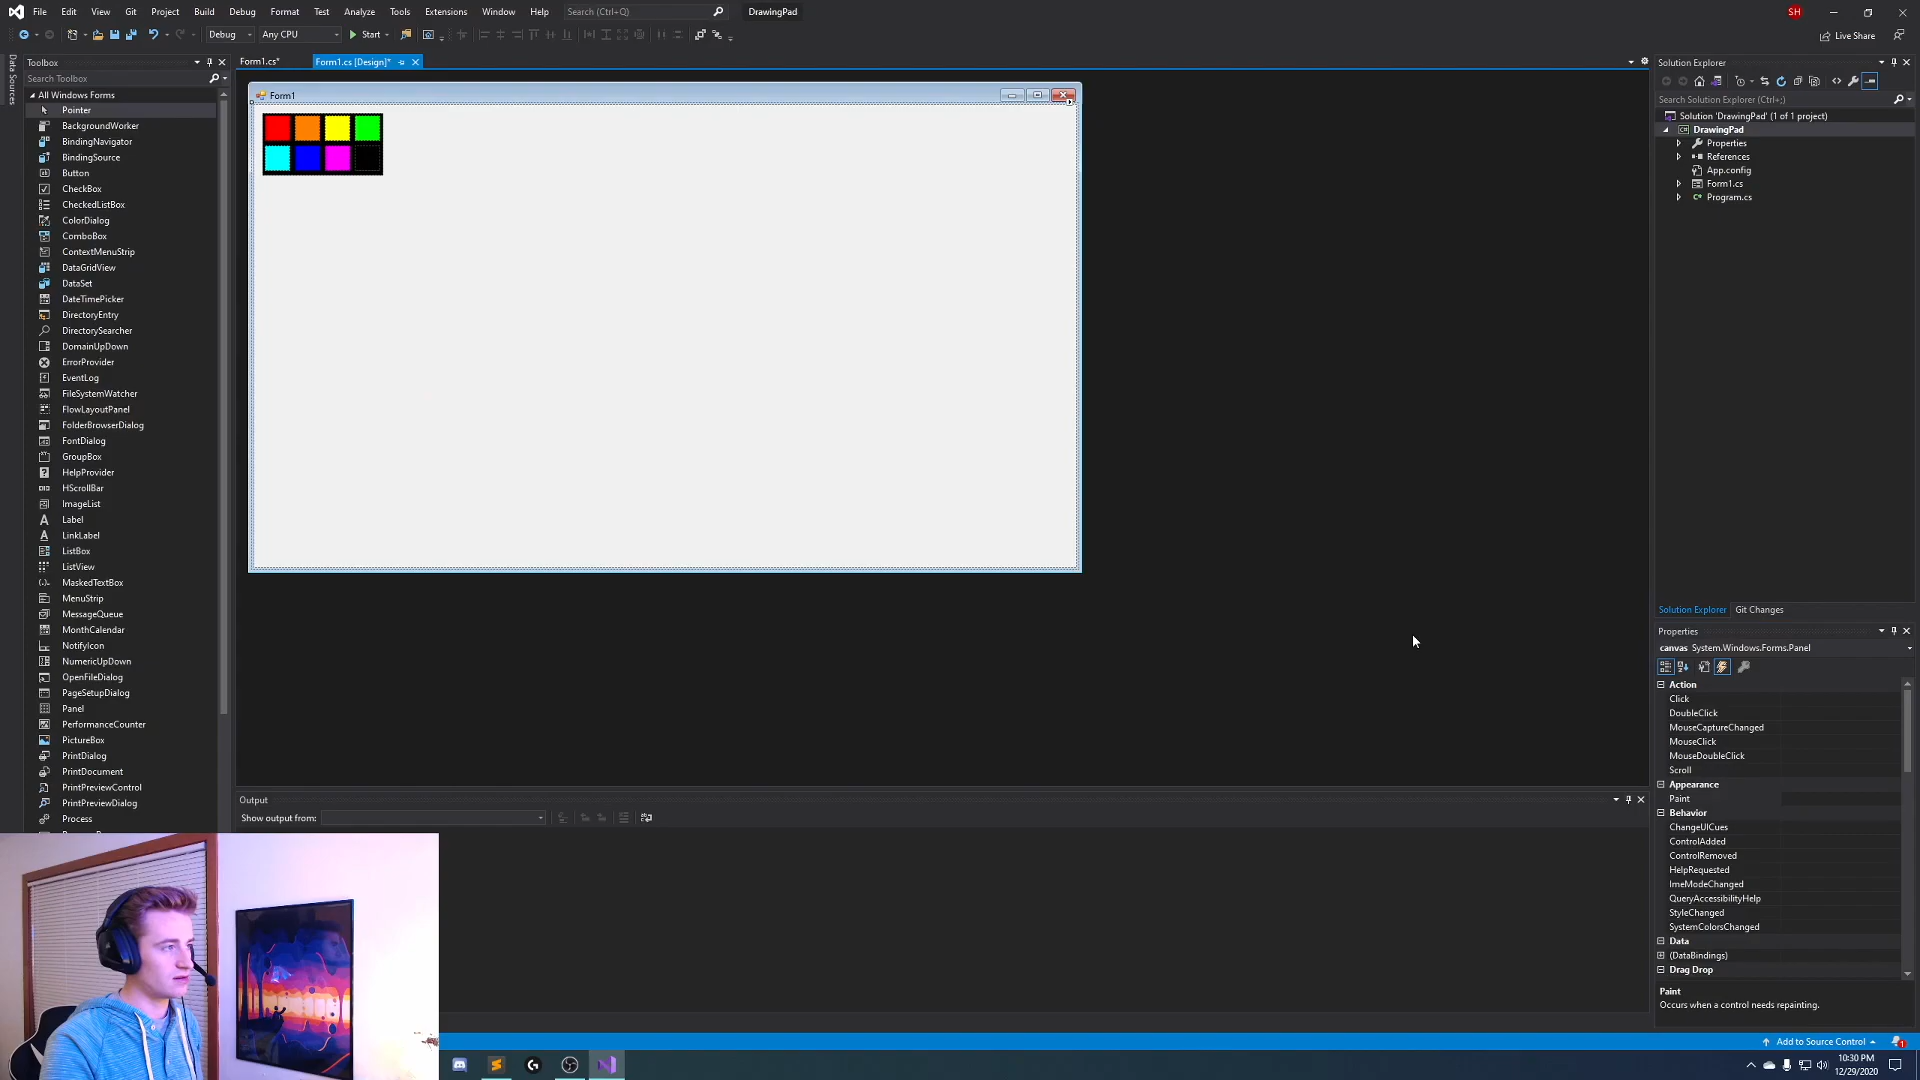 File Edit View Git Project Build Debug Format Test Analyze Tools Extensions Window Help Search (Ctrl+Q) DrawingPad SH
Debug Any CPU Start Live Share
Data Sources
Toolbox
Search Toolbox
All Windows Forms
Pointer
BackgroundWorker
BindingNavigator
BindingSource
Button
CheckBox
CheckedListBox
ColorDialog
ComboBox
ContextMenuStrip
DataGridView
DataSet
DateTimePicker
DirectoryEntry
DirectorySearcher
DomainUpDown
ErrorProvider
EventLog
FileSystemWatcher
FlowLayoutPanel
FolderBrowserDialog
FontDialog
GroupBox
HelpProvider
HScrollBar
ImageList
Label
LinkLabel
ListBox
ListView
MaskedTextBox
MenuStrip
MessageQueue
MonthCalendar
NotifyIcon
NumericUpDown
OpenFileDialog
PageSetupDialog
Panel
PerformanceCounter
PictureBox
PrintDialog
PrintDocument
PrintPreviewControl
PrintPreviewDialog
Process
Form1.cs* Form1.cs [Design]*
Form1
Output
Show output from:
Solution Explorer
Search Solution Explorer (Ctrl+;)
Solution 'DrawingPad' (1 of 1 project)
DrawingPad
Properties
References
App.config
Form1.cs
Program.cs
Solution Explorer Git Changes
Properties
canvas System.Windows.Forms.Panel
Action
Click
DoubleClick
MouseCaptureChanged
MouseClick
MouseDoubleClick
Scroll
Appearance
Paint
Behavior
ChangeUICues
ControlAdded
ControlRemoved
HelpRequested
ImeModeChanged
QueryAccessibilityHelp
StyleChanged
SystemColorsChanged
Data
(DataBindings)
Drag Drop
Paint
Occurs when a control needs repainting.
Add to Source Control 1
10:30 PM
12/29/2020